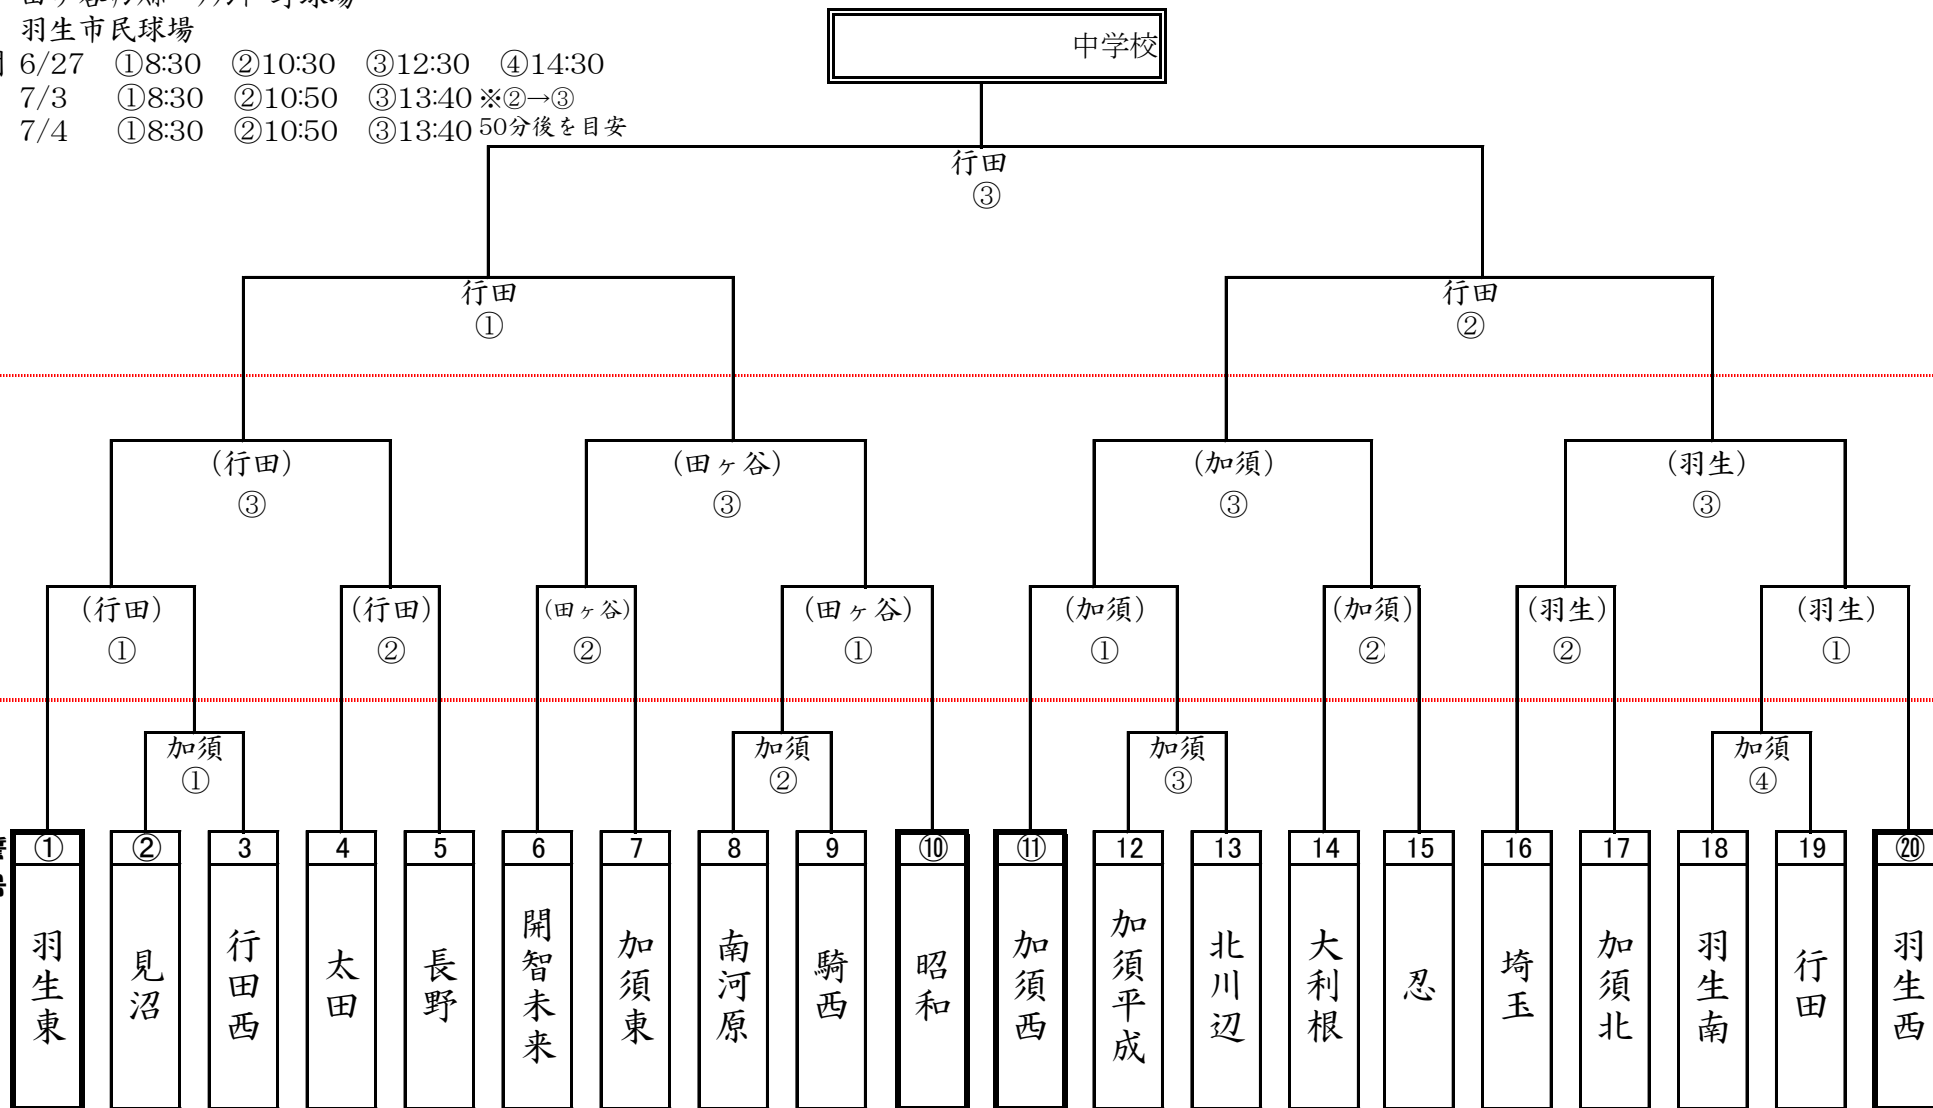 羽生市民球場
6/27 ①8:30 ②10:30 ③12:30 ④14:30
7/3 ①8:30 ②10:50 ③13:40 ※②→③
7/4 ①8:30 ②10:50 ③13:40 50分後を目安
中学校
行田
③
行田 行田
① ②
(行田) (田ヶ谷) (加須) (羽生)
③ ③ ③ ③
(行田) (行田) (田ヶ谷) (田ヶ谷) (加須) (加須) (羽生) (羽生)
① ② ② ① ① ② ② ①
加須 加須 加須 加須
① ② ③ ④
① ② 3 4 5 6 7 8 9 ⑩ ⑪ 12 13 14 15 16 17 18 19 ⑳
羽生東
見沼
行田西
太田
長野
開智未来
加須東
南河原
騎西
昭和
加須西
加須平成
北川辺
大利根
忍
埼玉
加須北
羽生南
行田
羽生西